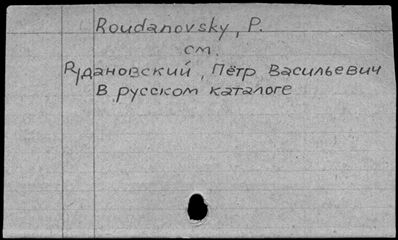 Roudanovsky, P.
см.
Рудановский, Пётр Васильевич
В русском каталоге